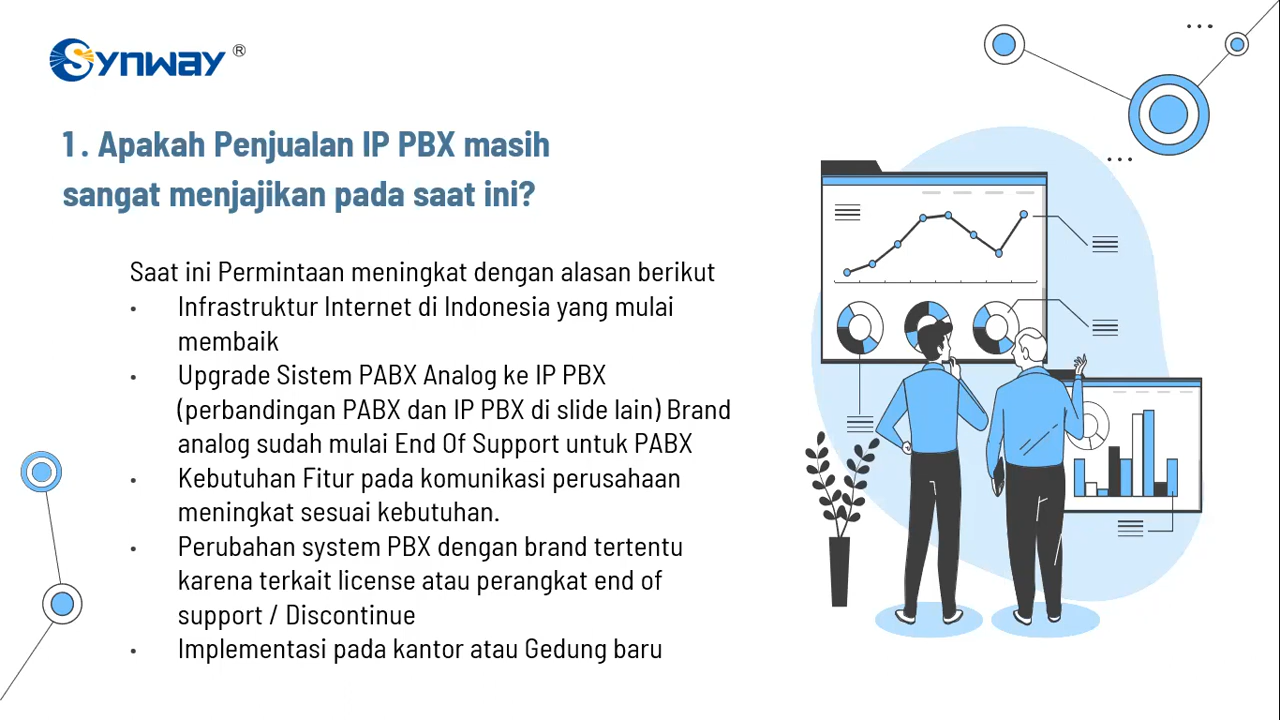 Synway ®
1. Apakah Penjualan IP PBX masih
sangat menjajikan pada saat ini?
Saat ini Permintaan meningkat dengan alasan berikut
• Infrastruktur Internet di Indonesia yang mulai
membaik
• Upgrade Sistem PABX Analog ke IP PBX
(perbandingan PABX dan IP PBX di slide lain) Brand
analog sudah mulai End Of Support untuk PABX
• Kebutuhan Fitur pada komunikasi perusahaan
meningkat sesuai kebutuhan.
• Perubahan system PBX dengan brand tertentu
karena terkait license atau perangkat end of
support / Discontinue
• Implementasi pada kantor atau Gedung baru